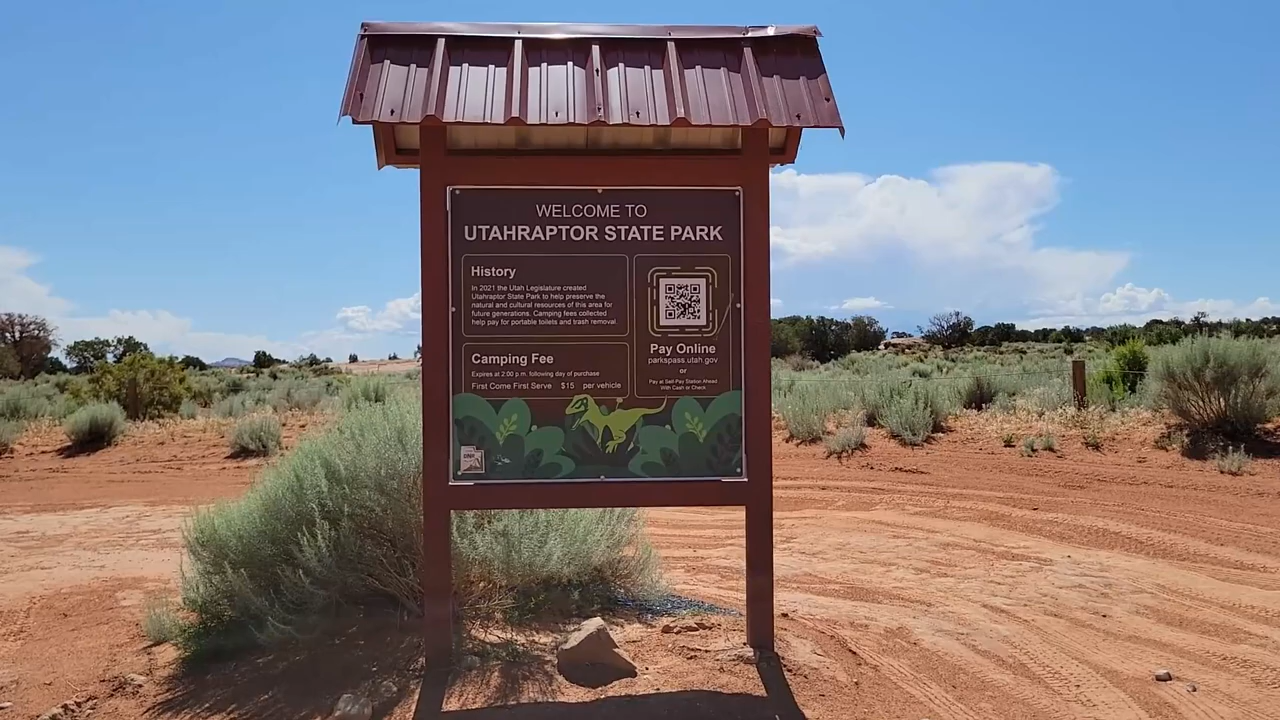 WELCOME TO
UTAHRAPTOR STATE PARK
History
In 2021 the Utah Legislature created
Utahraptor State Park to help preserve the
natural and cultural resources of this area for
future generations. Camping fees collected
help pay for portable toilets and trash removal.
Camping Fee
Expires at 2:00 p.m. following day of purchase
First Come First Serve $15 per vehicle
Pay Online
parkspass.utah.gov
or
Pay at Self-Pay Station Ahead
With Cash or Check